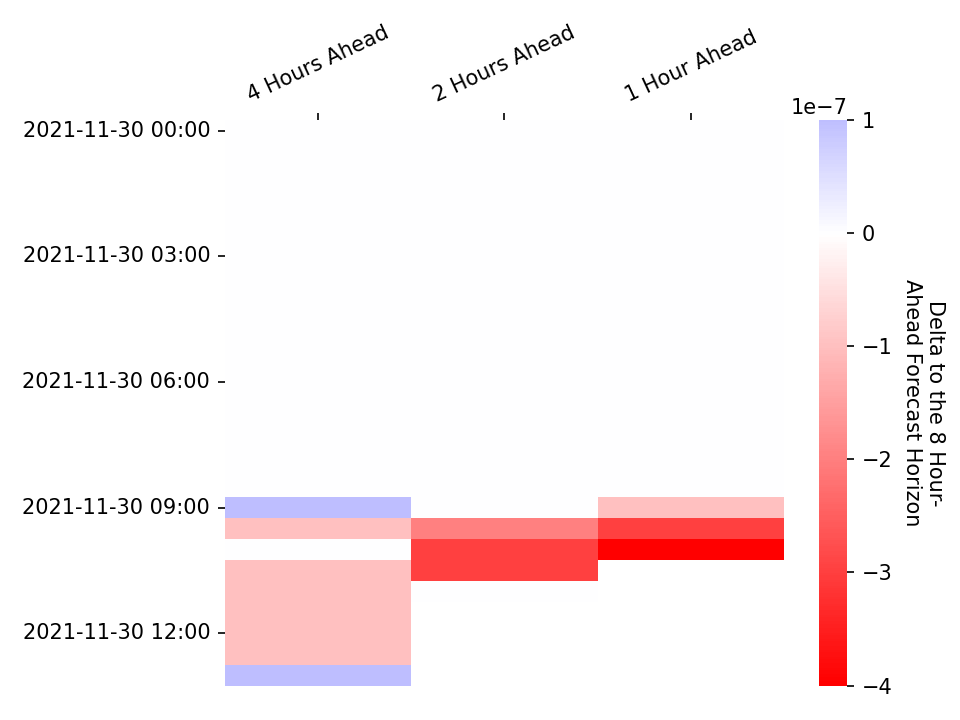 4 Hours Ahead
2 Hours Ahead
1 Hour Ahead
2021-11-30 00:00
2021-11-30 03:00
2021-11-30 06:00
2021-11-30 09:00
2021-11-30 12:00
1e−7
1
0
−1
−2
−3
−4
Delta to the 8 Hour-
Ahead Forecast Horizon